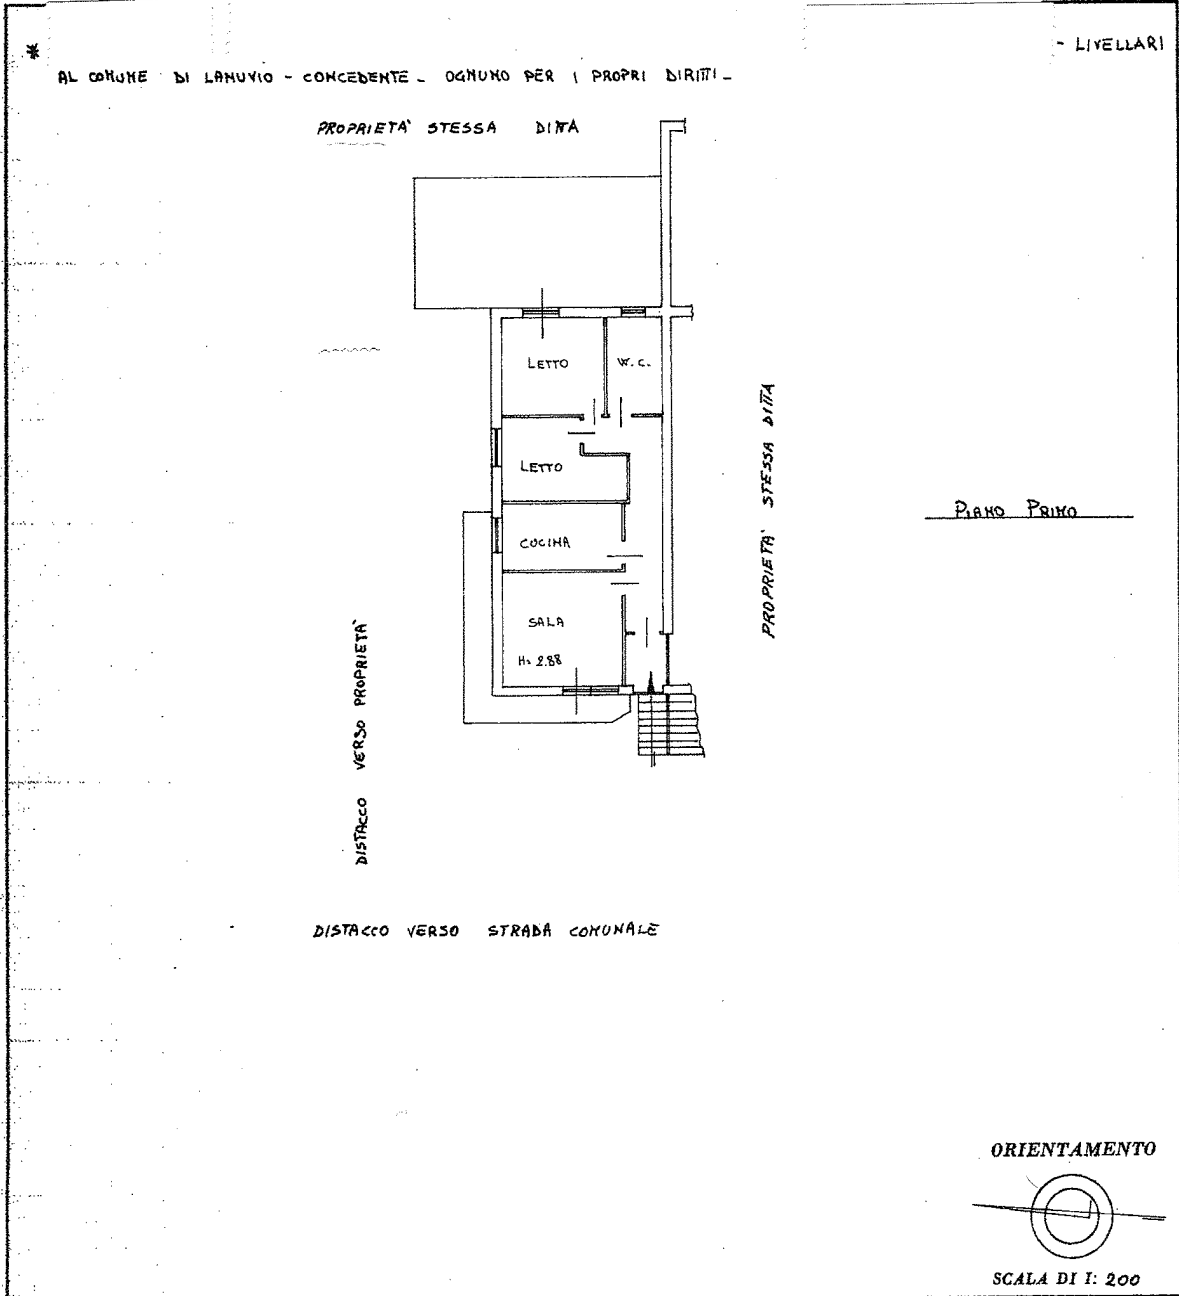 * - LIVELLARI
AL COMUNE DI LANUVIO - CONCEDENTE - OGNUNO PER I PROPRI DIRITTI -
PROPRIETA' STESSA DITTA
LETTO W.C.
LETTO
CUCINA
SALA
H= 2.88
PROPRIETA' STESSA DITTA
PIANO PRIMO
DISTACCO VERSO PROPRIETA'
DISTACCO VERSO STRADA COMUNALE
ORIENTAMENTO
SCALA DI I: 200